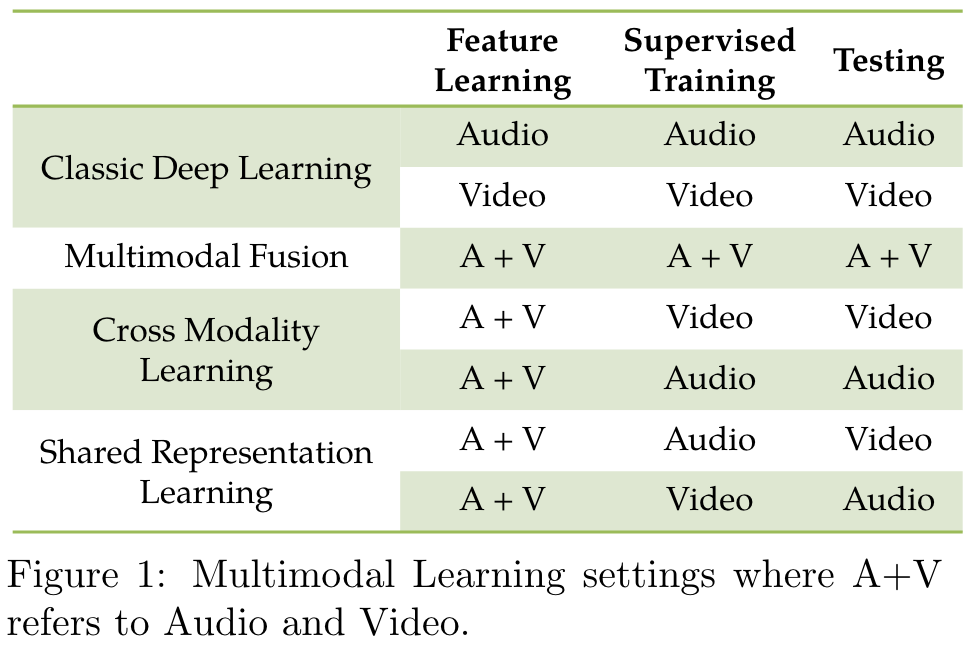 Feature Learning Supervised Training Testing
Classic Deep Learning Audio Audio Audio
Video Video Video
Multimodal Fusion A + V A + V A + V
Cross Modality Learning A + V Video Video
A + V Audio Audio
Shared Representation Learning A + V Audio Video
A + V Video Audio
Figure 1: Multimodal Learning settings where A+V
refers to Audio and Video.